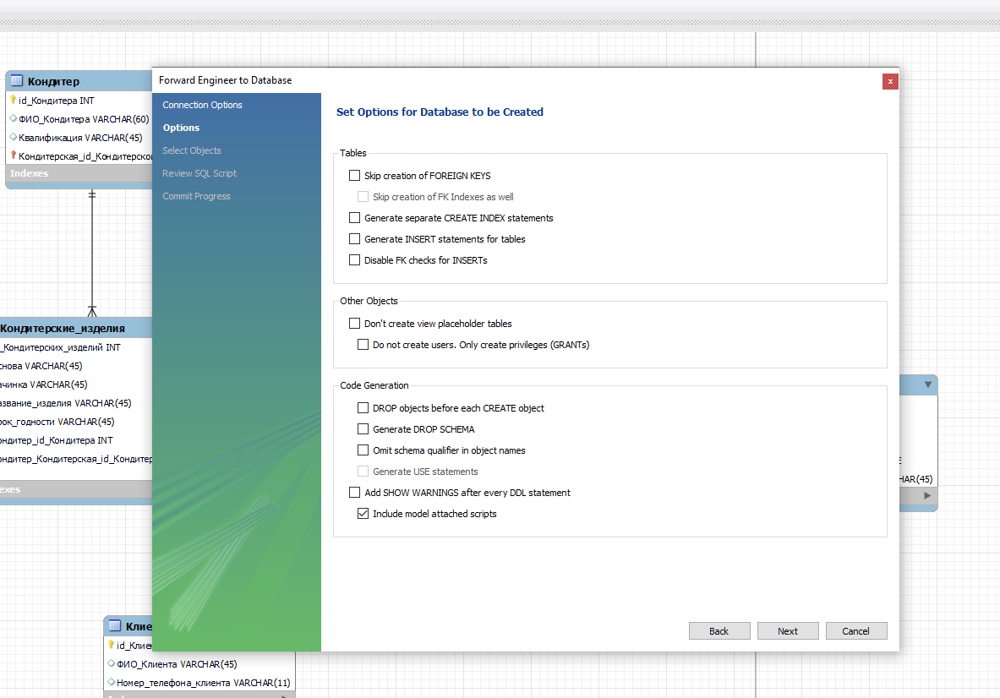 Forward Engineer to Database
x
Connection Options
Options
Select Objects
Review SQL Script
Commit Progress
Set Options for Database to be Created
Tables
Skip creation of FOREIGN KEYS
Skip creation of FK Indexes as well
Generate separate CREATE INDEX statements
Generate INSERT statements for tables
Disable FK checks for INSERTs
Other Objects
Don't create view placeholder tables
Do not create users. Only create privileges (GRANTs)
Code Generation
DROP objects before each CREATE object
Generate DROP SCHEMA
Omit schema qualifier in object names
Generate USE statements
Add SHOW WARNINGS after every DDL statement
Include model attached scripts
Back
Next
Cancel
Кондитер
id_Кондитера INT
ФИО_Кондитера VARCHAR(60)
Квалификация VARCHAR(45)
Кондитерская_id_Кондитерско
Indexes
Кондитерские_изделия
_Кондитерских_изделий INT
снова VARCHAR(45)
ачинка VARCHAR(45)
азвание_изделия VARCHAR(45)
рок_годности VARCHAR(45)
ондитер_id_Кондитера INT
ондитер_Кондитерская_id_Кондитер
exes
Клие
id_Клие
ФИО_Клиента VARCHAR(45)
Номер_телефона_клиента VARCHAR(11)
E
HAR(45)